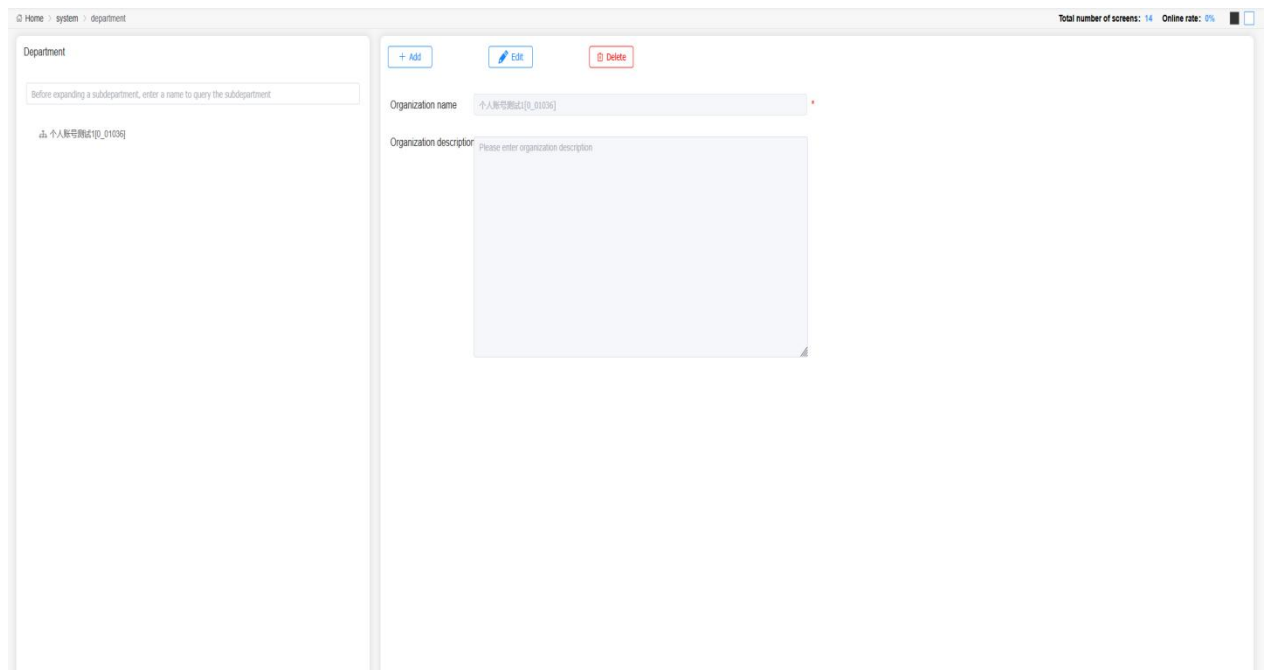 Home > system > department
Total number of screens: 14 Online rate: 0%
Department
Before expanding a subdepartment, enter a name to query the subdepartment
个人账号测试1[0_01036]
+ Add
Edit
Delete
Organization name
个人账号测试1[0_01036]
*
Organization description
Please enter organization description